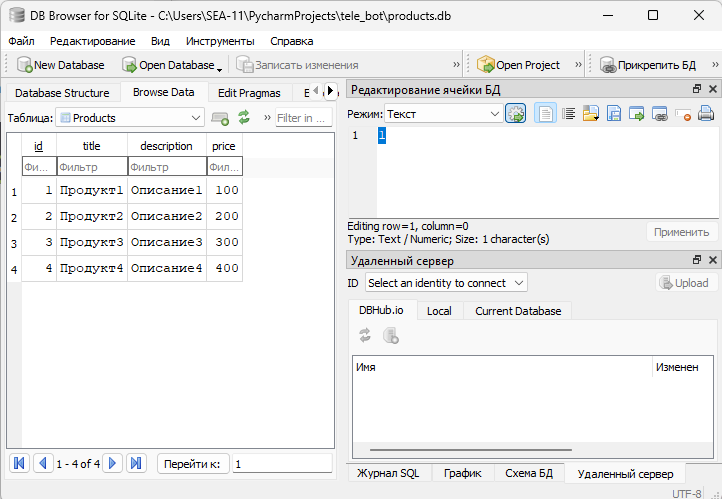 DB Browser for SQLite - C:\Users\SEA-11\PycharmProjects\tele_bot\products.db
Файл Редактирование Вид Инструменты Справка
New Database Open Database Записать изменения » Open Project » Прикрепить БД »
Database Structure Browse Data Edit Pragmas
Таблица: Products » Filter in ...
id title description price
Фи... Фильтр Фильтр Фил...
1 1 Продукт1 Описание1 100
2 2 Продукт2 Описание2 200
3 3 Продукт3 Описание3 300
4 4 Продукт4 Описание4 400
1 - 4 of 4 Перейти к: 1
Редактирование ячейки БД
Режим: Текст
1 1
Editing row=1, column=0
Type: Text / Numeric; Size: 1 character(s)
Применить
Удаленный сервер
ID Select an identity to connect Upload
DBHub.io Local Current Database
Имя Изменен
Журнал SQL График Схема БД Удаленный сервер
UTF-8